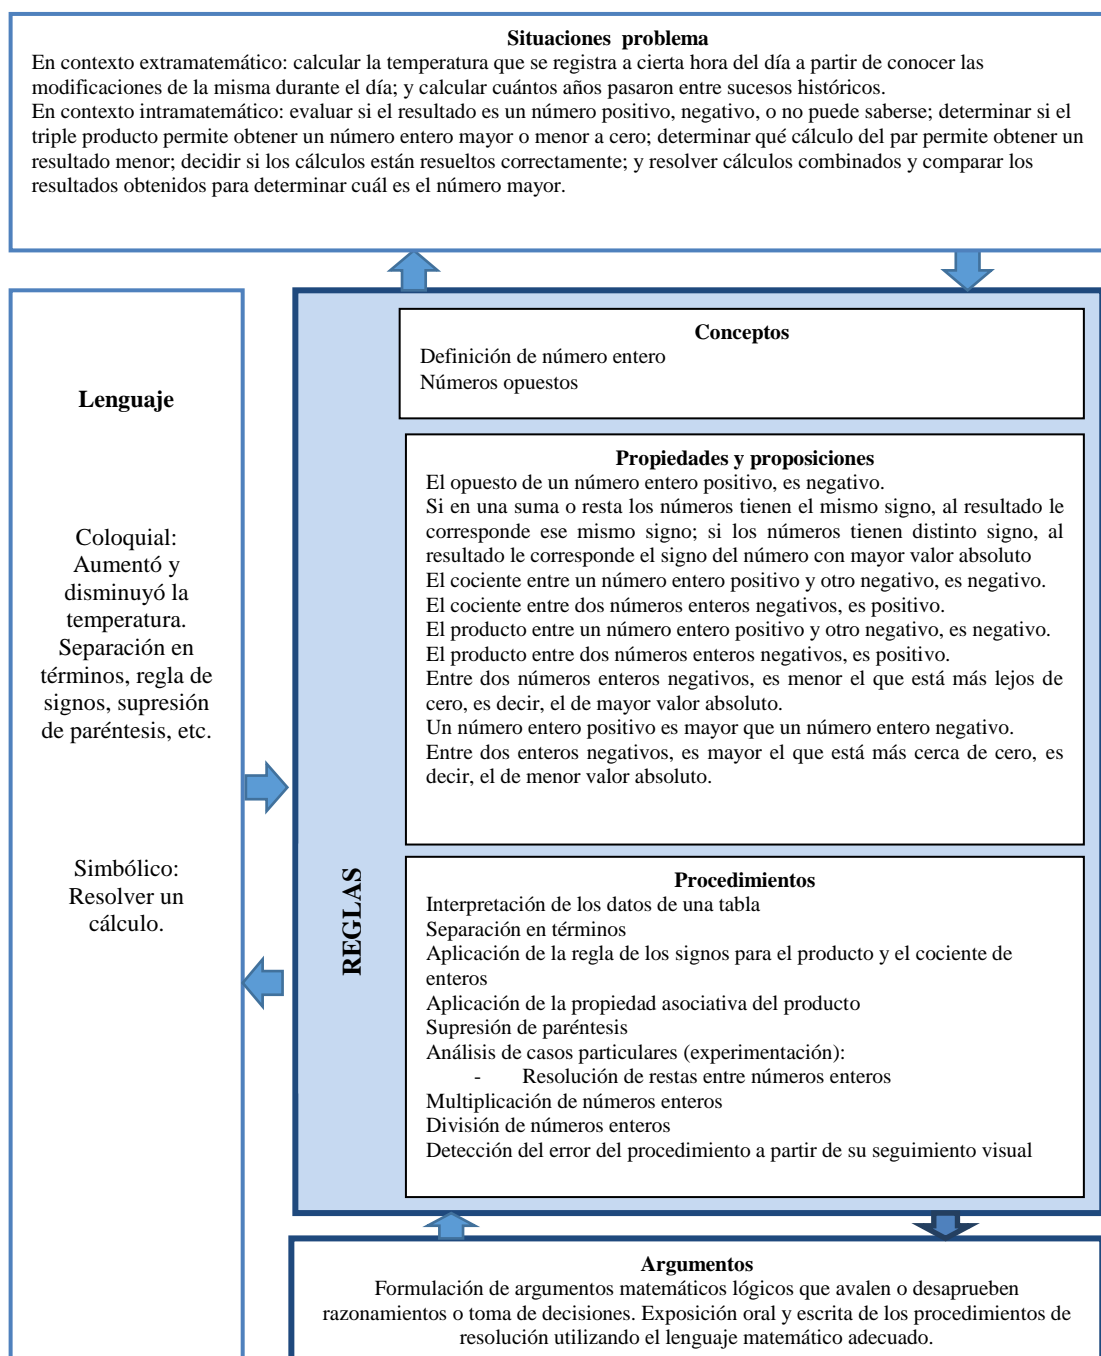 Situaciones problema
En contexto extramatemático: calcular la temperatura que se registra a cierta hora del día a partir de conocer las
modificaciones de la misma durante el día; y calcular cuántos años pasaron entre sucesos históricos.
En contexto intramatemático: evaluar si el resultado es un número positivo, negativo, o no puede saberse; determinar si el
triple producto permite obtener un número entero mayor o menor a cero; determinar qué cálculo del par permite obtener un
resultado menor; decidir si los cálculos están resueltos correctamente; y resolver cálculos combinados y comparar los
resultados obtenidos para determinar cuál es el número mayor.
Lenguaje
Coloquial:
Aumentó y
disminuyó la
temperatura.
Separación en
términos, regla de
signos, supresión
de paréntesis, etc.
Simbólico:
Resolver un
cálculo.
REGLAS
Conceptos
Definición de número entero
Números opuestos
Propiedades y proposiciones
El opuesto de un número entero positivo, es negativo.
Si en una suma o resta los números tienen el mismo signo, al resultado le
corresponde ese mismo signo; si los números tienen distinto signo, al
resultado le corresponde el signo del número con mayor valor absoluto
El cociente entre un número entero positivo y otro negativo, es negativo.
El cociente entre dos números enteros negativos, es positivo.
El producto entre un número entero positivo y otro negativo, es negativo.
El producto entre dos números enteros negativos, es positivo.
Entre dos números enteros negativos, es menor el que está más lejos de
cero, es decir, el de mayor valor absoluto.
Un número entero positivo es mayor que un número entero negativo.
Entre dos enteros negativos, es mayor el que está más cerca de cero, es
decir, el de menor valor absoluto.
Procedimientos
Interpretación de los datos de una tabla
Separación en términos
Aplicación de la regla de los signos para el producto y el cociente de
enteros
Aplicación de la propiedad asociativa del producto
Supresión de paréntesis
Análisis de casos particulares (experimentación):
- Resolución de restas entre números enteros
Multiplicación de números enteros
División de números enteros
Detección del error del procedimiento a partir de su seguimiento visual
Argumentos
Formulación de argumentos matemáticos lógicos que avalen o desaprueben
razonamientos o toma de decisiones. Exposición oral y escrita de los procedimientos de
resolución utilizando el lenguaje matemático adecuado.